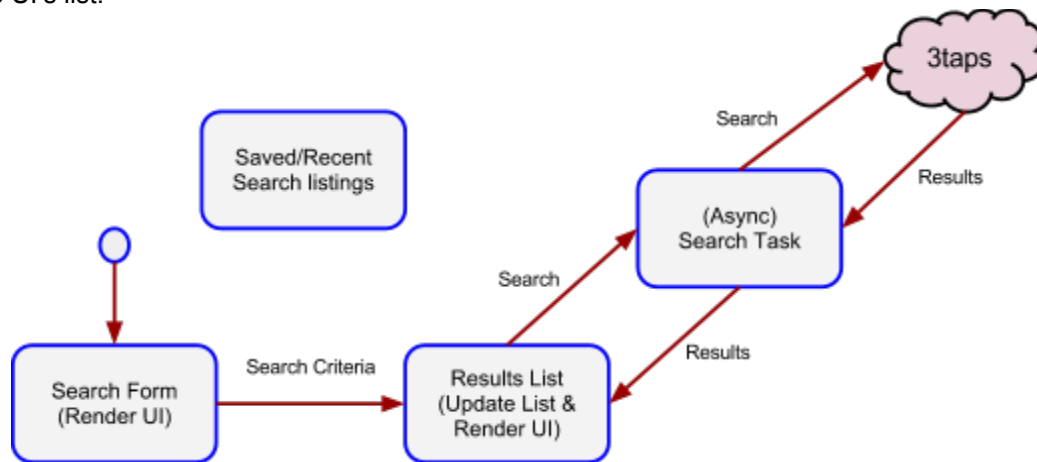 list.
3taps
Search
Saved/Recent
Search listings
Results
(Async)
Search Task
Search
Results
Search Criteria
Search Form
(Render UI)
Results List
(Update List &
Render UI)